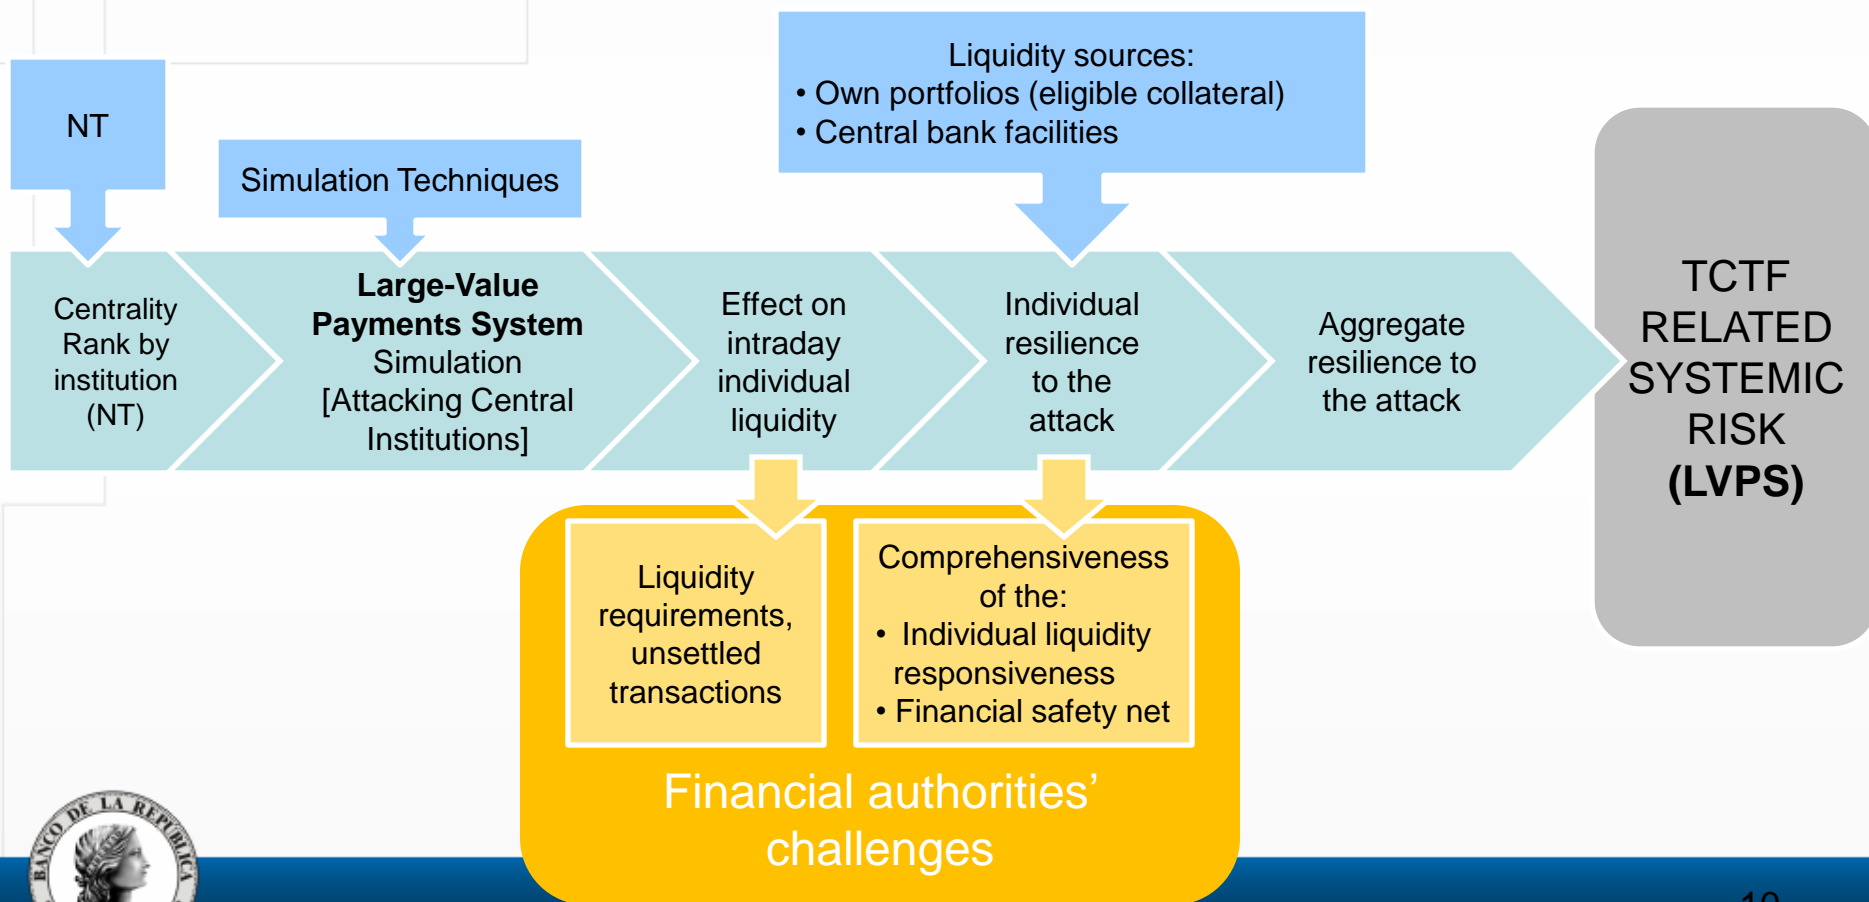 NT
Simulation Techniques
Liquidity sources:
• Own portfolios (eligible collateral)
• Central bank facilities
Centrality
Rank by
institution
(NT)
Large-Value
Payments System
Simulation
[Attacking Central
Institutions]
Effect on
intraday
individual
liquidity
Individual
resilience
to the
attack
Aggregate
resilience to
the attack
TCTF
RELATED
SYSTEMIC
RISK
(LVPS)
Liquidity
requirements,
unsettled
transactions
Comprehensiveness
of the:
• Individual liquidity
responsiveness
• Financial safety net
Financial authorities’
challenges
BANCO DE LA REPÚBLICA